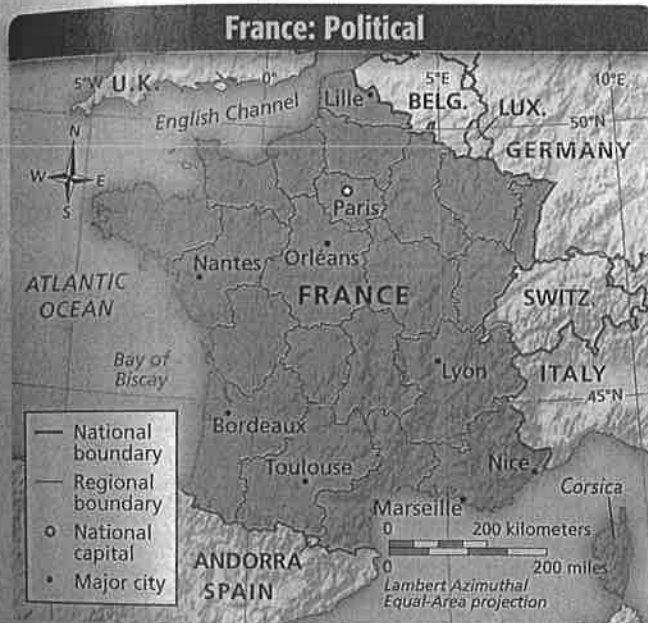 France: Political
5°W
U.K.
0°
5°E
10°E
English Channel
Lille
BELG.
LUX.
50°N
GERMANY
N
W E
S
Paris
Orléans
Nantes
ATLANTIC
OCEAN
FRANCE
SWITZ.
Bay of
Biscay
Lyon
ITALY
45°N
Bordeaux
Toulouse
Nice
Marseille
Corsica
National
boundary
Regional
boundary
National
capital
Major city
ANDORRA
SPAIN
0 200 kilometers
0 200 miles
Lambert Azimuthal
Equal-Area projection